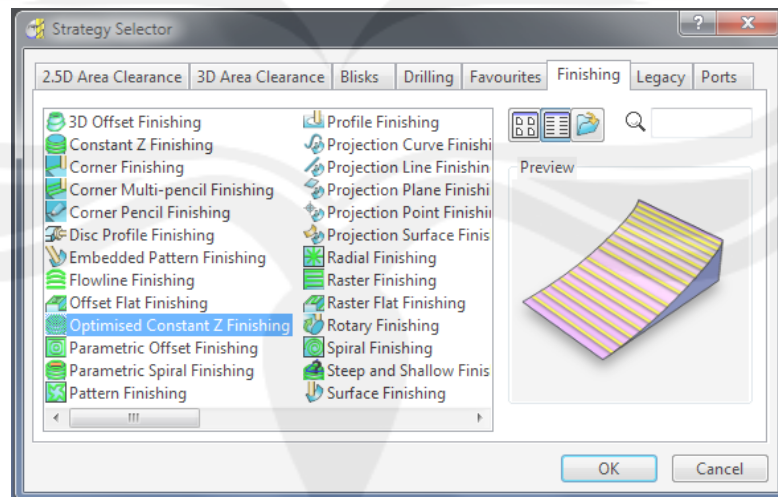 Strategy Selector
2.5D Area Clearance 3D Area Clearance Blisks Drilling Favourites Finishing Legacy Ports
3D Offset Finishing
Constant Z Finishing
Corner Finishing
Corner Multi-pencil Finishing
Corner Pencil Finishing
Disc Profile Finishing
Embedded Pattern Finishing
Flowline Finishing
Offset Flat Finishing
Optimised Constant Z Finishing
Parametric Offset Finishing
Parametric Spiral Finishing
Pattern Finishing
Profile Finishing
Projection Curve Finishi
Projection Line Finishin
Projection Plane Finishi
Projection Point Finishin
Projection Surface Finis
Radial Finishing
Raster Finishing
Raster Flat Finishing
Rotary Finishing
Spiral Finishing
Steep and Shallow Finis
Surface Finishing
Preview
OK Cancel